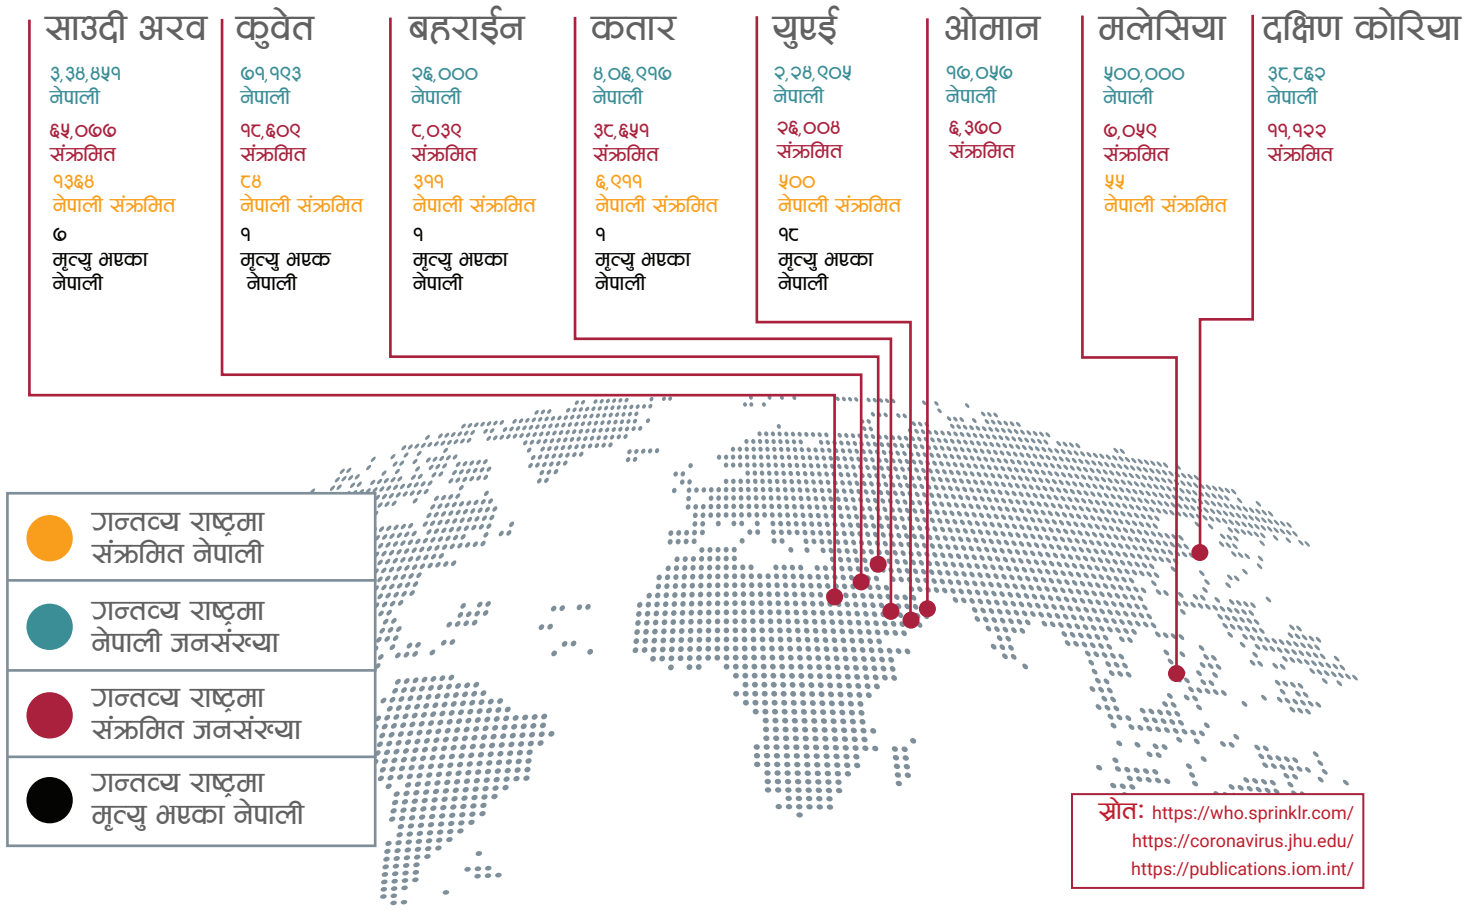 साउदी अरव
३,३४,४५१
नेपाली
६५,०७७
संक्रमित
१३६४
नेपाली संक्रमित
७
मृत्यु भएका
नेपाली
कुवेत
७१,१९३
नेपाली
१८,६०९
संक्रमित
८४
नेपाली संक्रमित
१
मृत्यु भएक
नेपाली
बहराईन
२६,०००
नेपाली
८,०३९
संक्रमित
३११
नेपाली संक्रमित
१
मृत्यु भएका
नेपाली
कतार
४,०६,९१७
नेपाली
३८,६५१
संक्रमित
६,९११
नेपाली संक्रमित
१
मृत्यु भएका
नेपाली
युएई
२,२४,९०५
नेपाली
२६,००४
संक्रमित
५००
नेपाली संक्रमित
१८
मृत्यु भएका
नेपाली
ओमान
१७,०५७
नेपाली
६,३७०
संक्रमित
मलेसिया
५००,०००
नेपाली
७,०५९
संक्रमित
५५
नेपाली संक्रमित
दक्षिण कोरिया
३८,८६२
नेपाली
११,१२२
संक्रमित
गन्तव्य राष्ट्रमा
संक्रमित नेपाली
गन्तव्य राष्ट्रमा
नेपाली जनसंख्या
गन्तव्य राष्ट्रमा
संक्रमित जनसंख्या
गन्तव्य राष्ट्रमा
मृत्यु भएका नेपाली
स्रोत: https://who.sprinklr.com/
https://coronavirus.jhu.edu/
https://publications.iom.int/